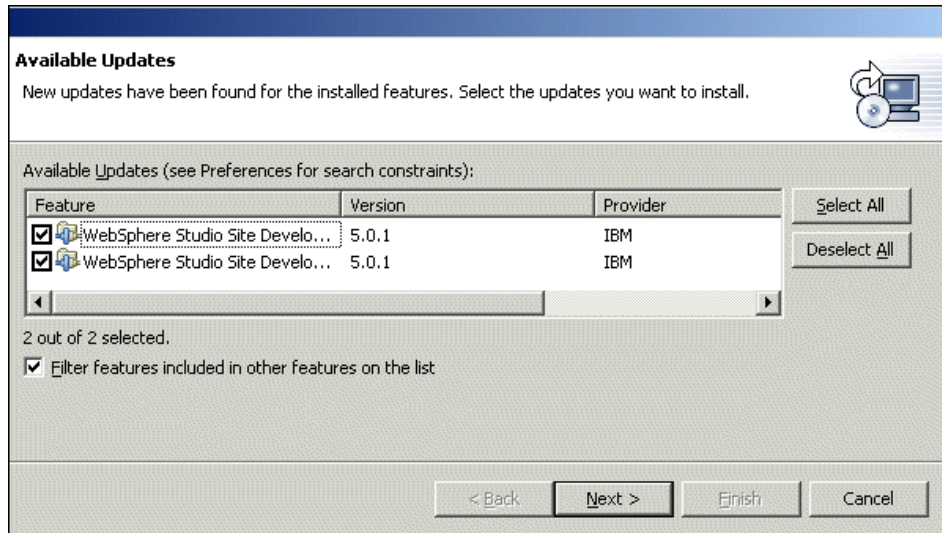 Available Updates
New updates have been found for the installed features. Select the updates you want to install.
Available Updates (see Preferences for search constraints):
Feature Version Provider
WebSphere Studio Site Develo... 5.0.1 IBM
WebSphere Studio Site Develo... 5.0.1 IBM
Select All
Deselect All
2 out of 2 selected.
Filter features included in other features on the list
< Back Next > Finish Cancel